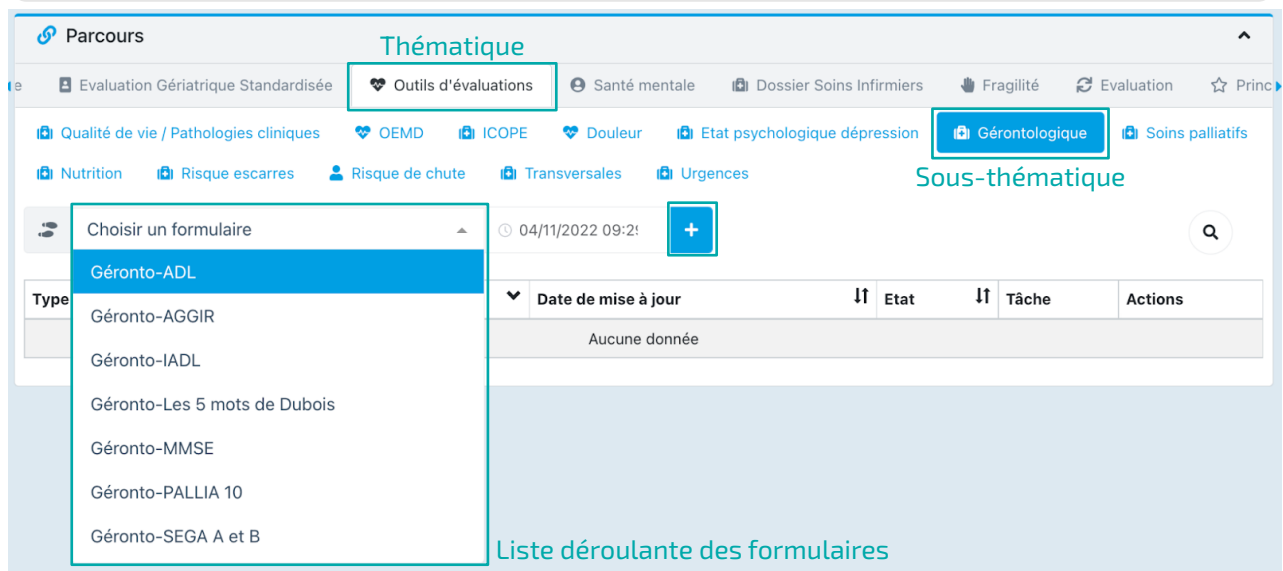 Parcours
Thématique
e Evaluation Gériatrique Standardisée Outils d'évaluations Santé mentale Dossier Soins Infirmiers Fragilité Evaluation Princ
Qualité de vie / Pathologies cliniques OEMD ICOPE Douleur Etat psychologique dépression Gérontologique Soins palliatifs
Nutrition Risque escarres Risque de chute Transversales Urgences
Sous-thématique
Choisir un formulaire 04/11/2022 09:29 +
Géronto-ADL
Type Date de mise à jour Etat Tâche Actions
Géronto-AGGIR
Aucune donnée
Géronto-IADL
Géronto-Les 5 mots de Dubois
Géronto-MMSE
Géronto-PALLIA 10
Géronto-SEGA A et B
Liste déroulante des formulaires